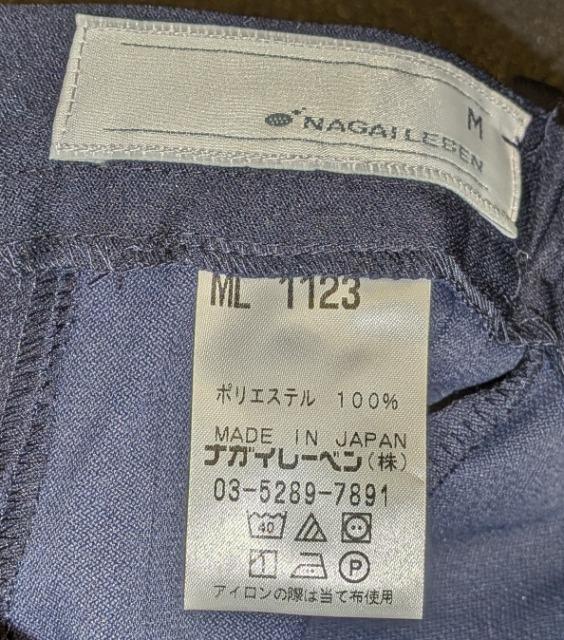 M
NAGAILEBEN
ML 1123
ポリエステル 100%
MADE IN JAPAN
ナガイレーベン(株)
03-5289-7891
40
P
アイロンの際は当て布使用